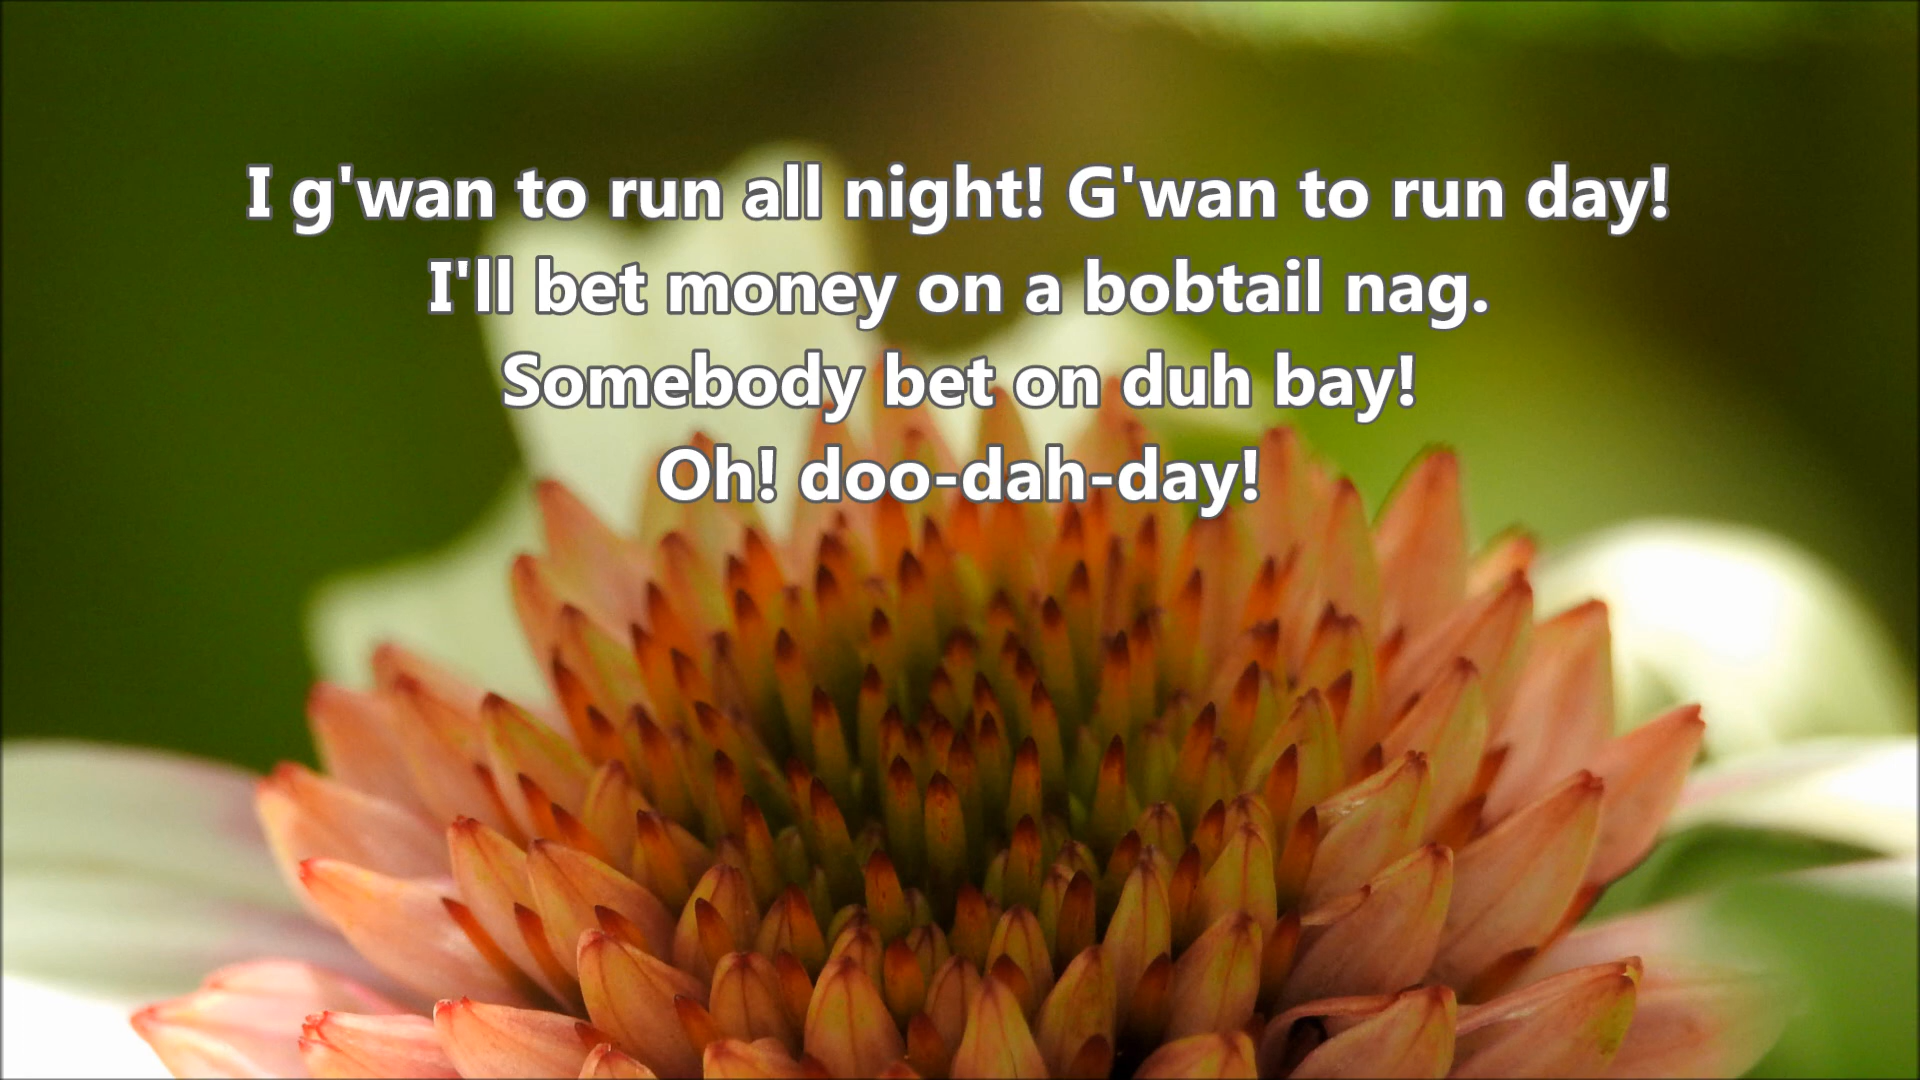 I g'wan to run all night! G'wan to run day!
I'll bet money on a bobtail nag.
Somebody bet on duh bay!
Oh! doo-dah-day!